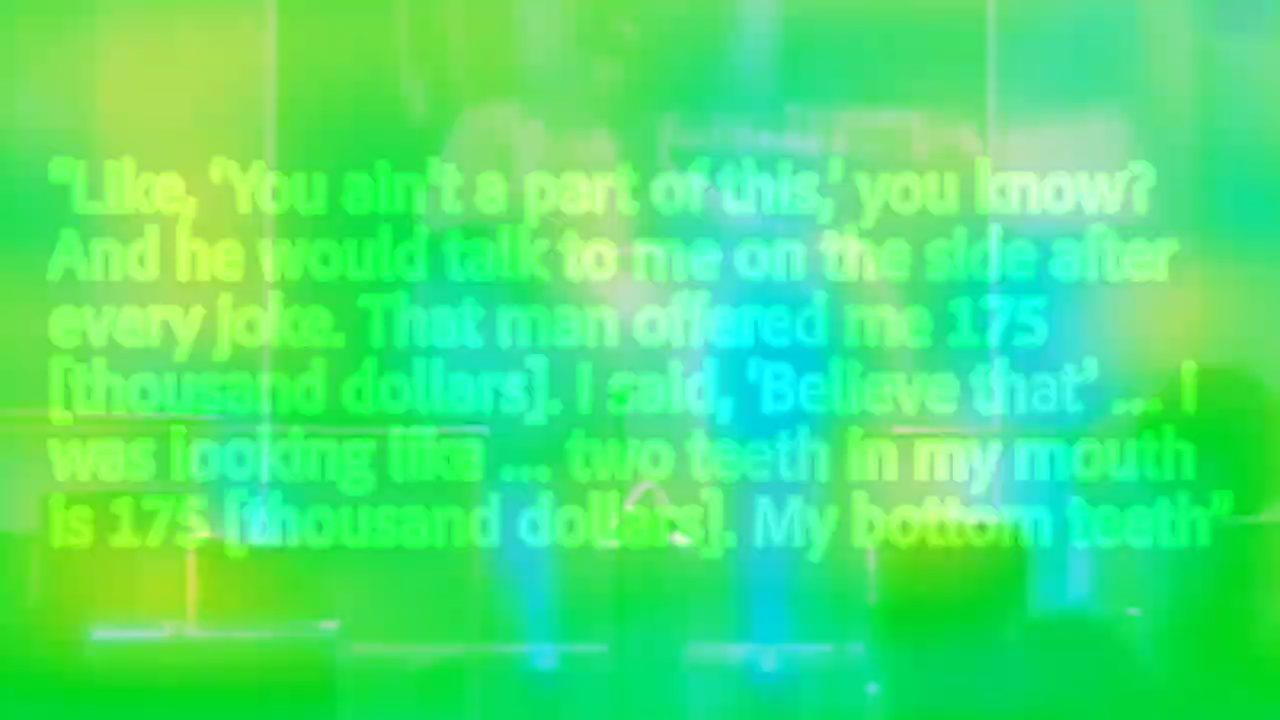 "Like, 'You ain't a part of this,' you know?
And he would talk to me on the side after
every joke. That man offered me 175
[thousand dollars]. I said, 'Believe that' ... I
was looking like ... two teeth in my mouth
is 175 [thousand dollars]. My bottom teeth"